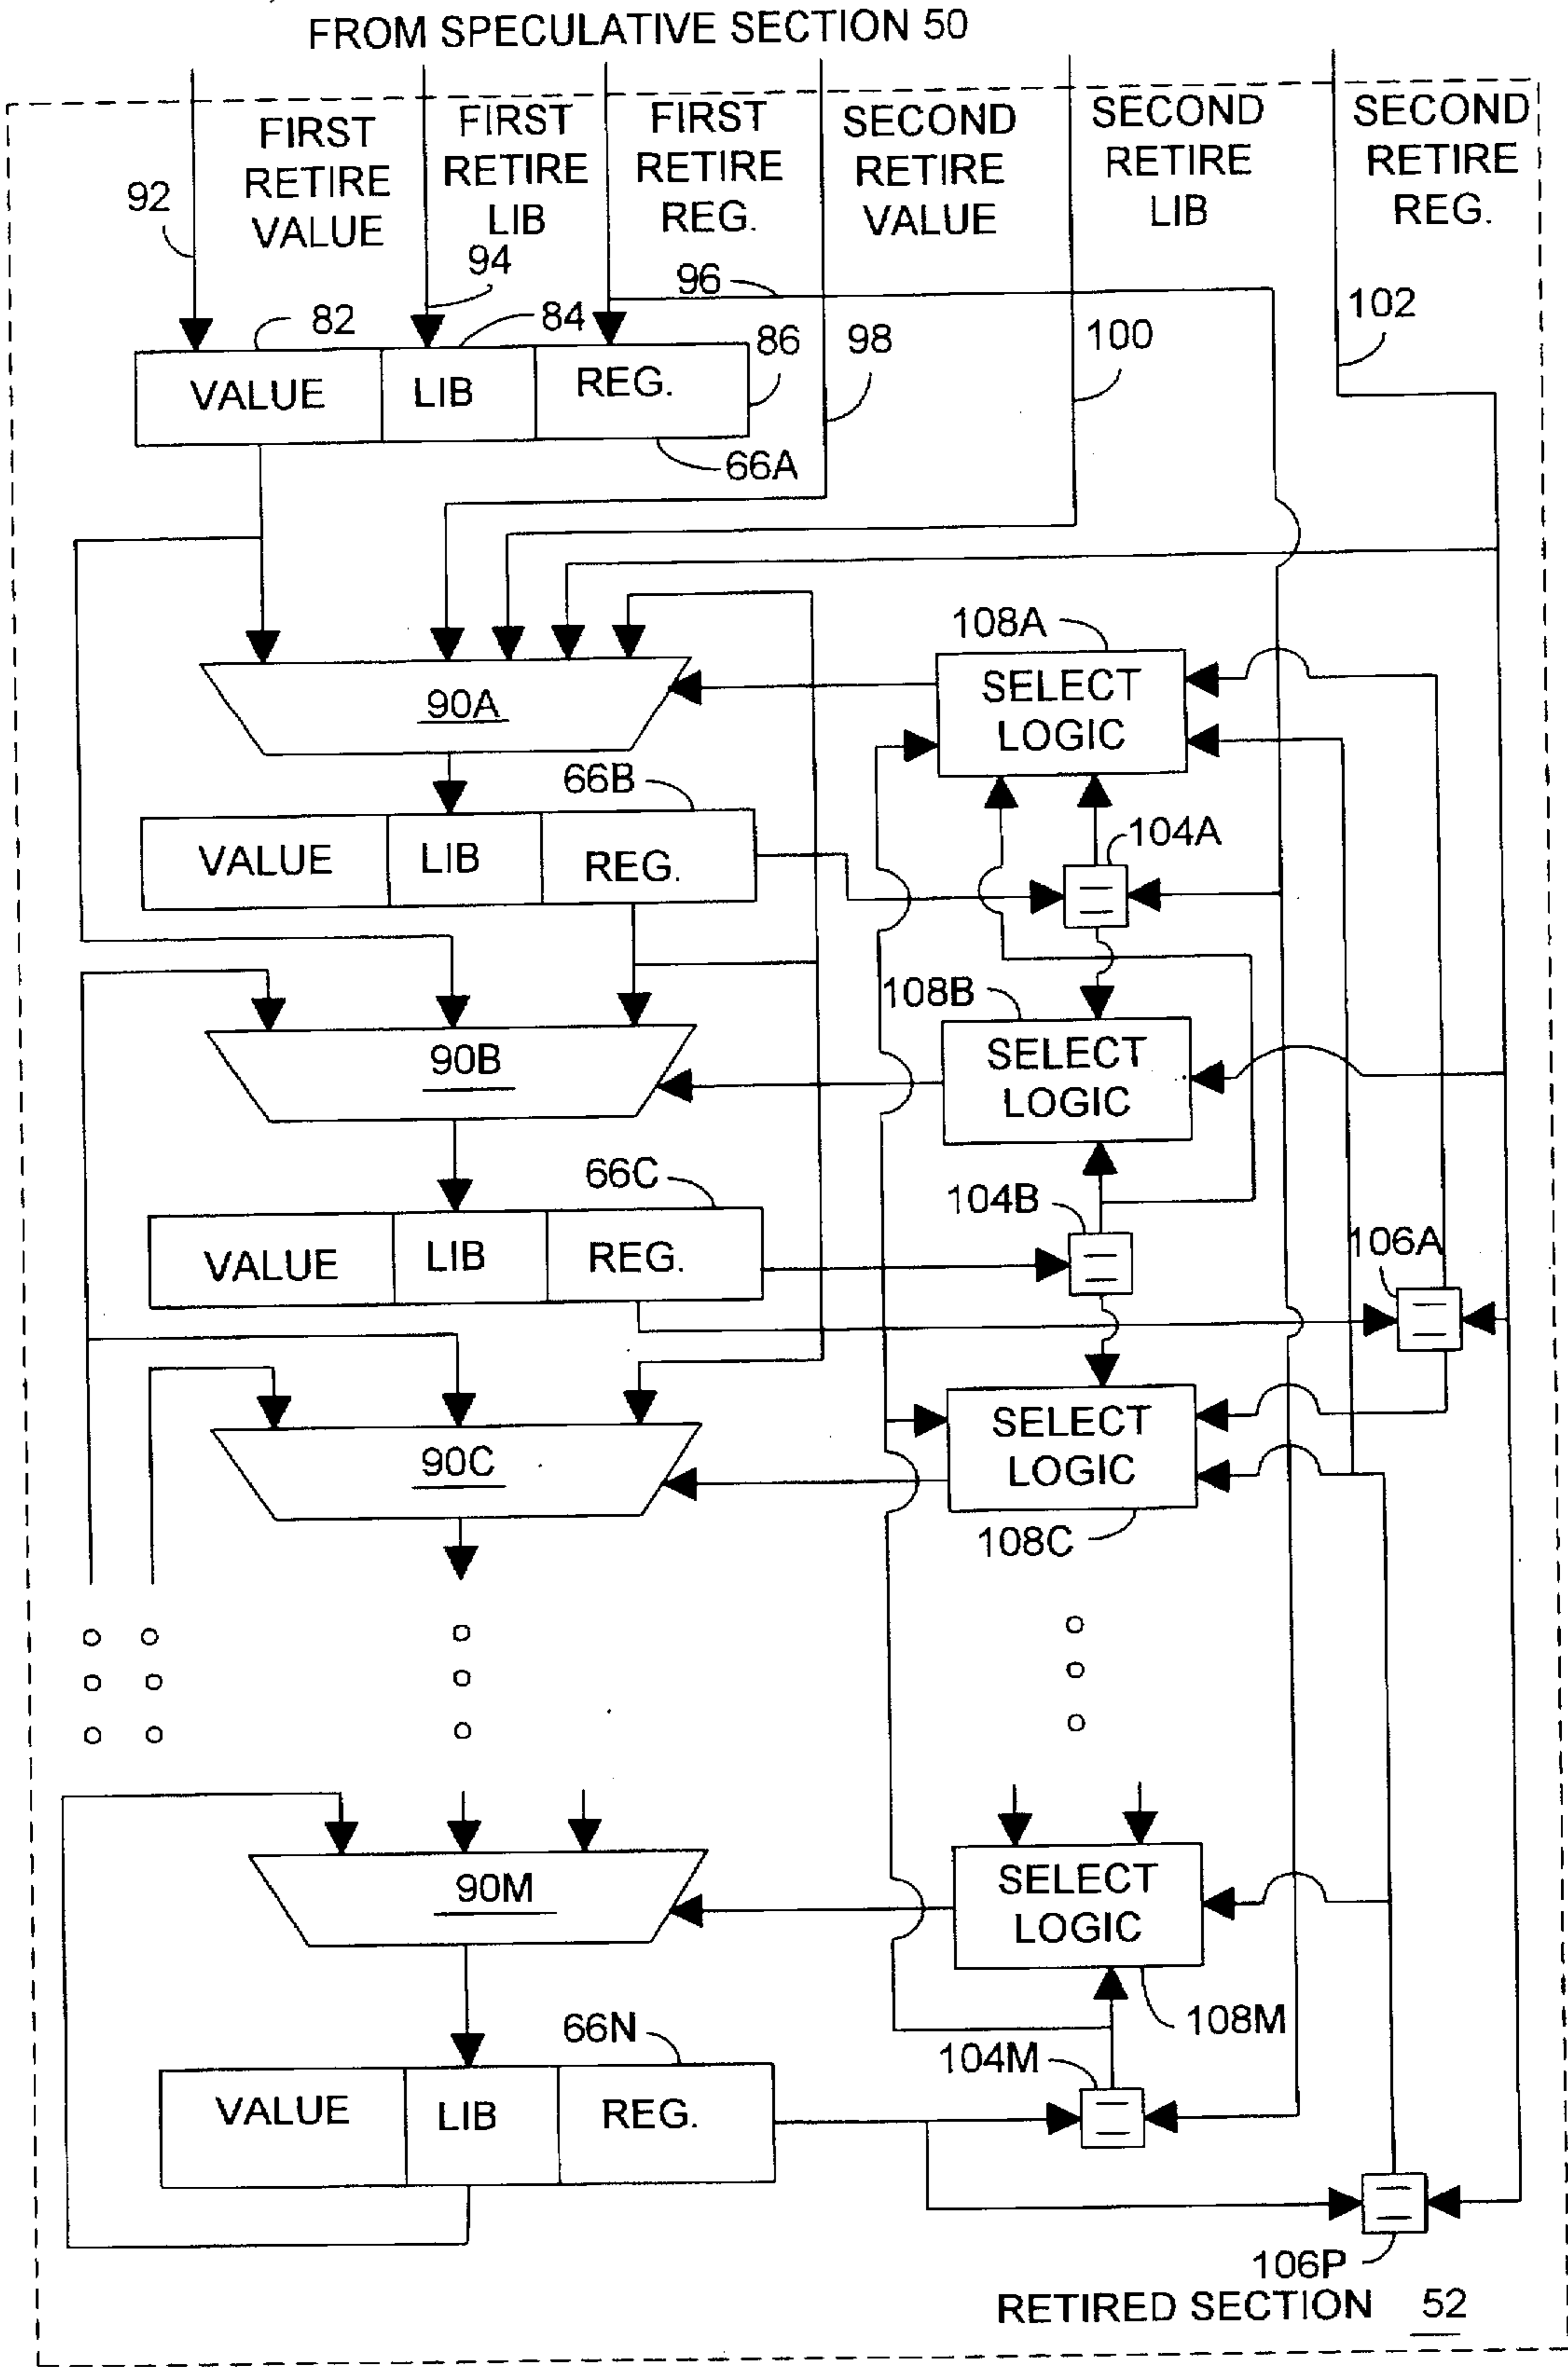 FROM SPECULATIVE SECTION 50
FIRST
RETIRE
VALUE
FIRST
RETIRE
LIB
FIRST
RETIRE
REG.
SECOND
RETIRE
VALUE
SECOND
RETIRE
LIB
SECOND
RETIRE
REG.
92
94
96
82
84
86
98
100
102
VALUE
LIB
REG.
66A
108A
90A
SELECT
LOGIC
66B
104A
VALUE
LIB
REG.
108B
90B
SELECT
LOGIC
66C
104B
106A
VALUE
LIB
REG.
90C
SELECT
LOGIC
108C
90M
SELECT
LOGIC
66N
108M
104M
VALUE
LIB
REG.
106P
RETIRED SECTION 52